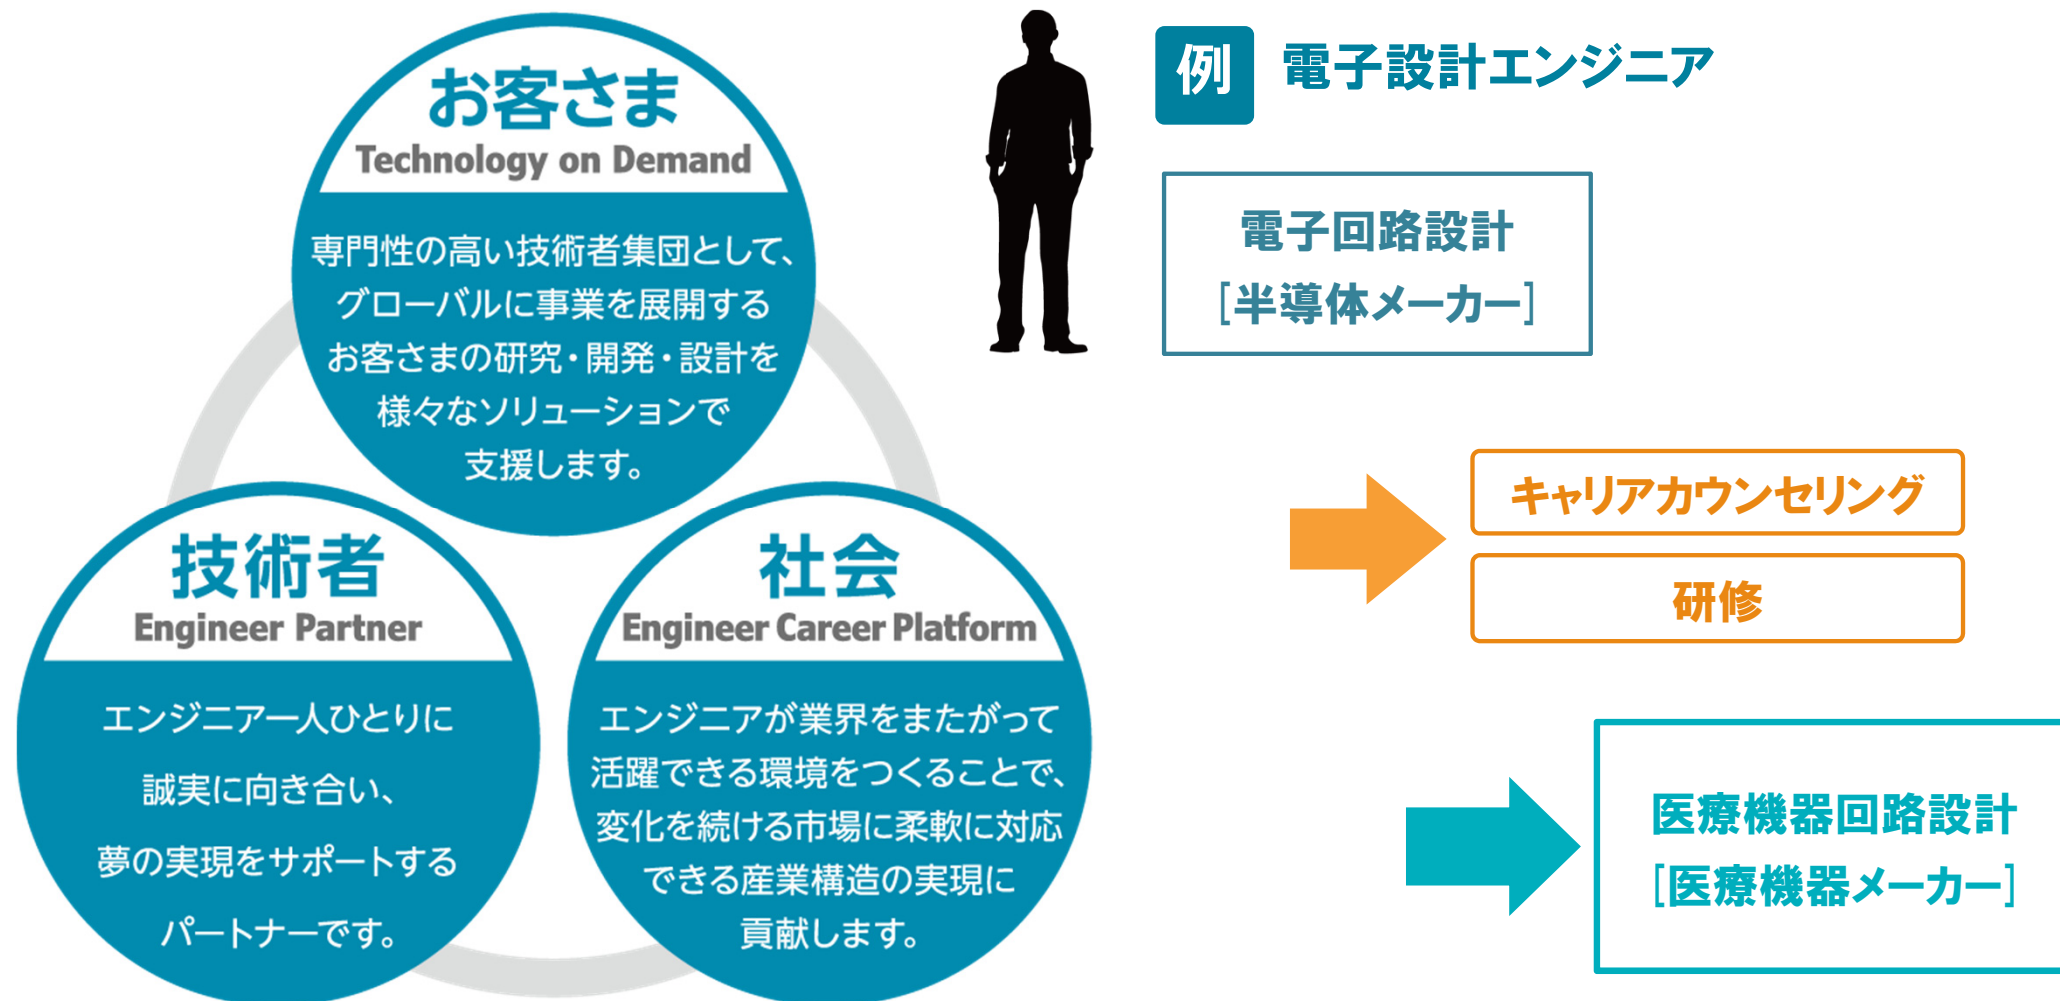 お客さま
Technology on Demand
専門性の高い技術者集団として、
グローバルに事業を展開する
お客さまの研究・開発・設計を
様々なソリューションで
支援します。
技術者
Engineer Partner
エンジニア一人ひとりに
誠実に向き合い、
夢の実現をサポートする
パートナーです。
社会
Engineer Career Platform
エンジニアが業界をまたがって
活躍できる環境をつくることで、
変化を続ける市場に柔軟に対応
できる産業構造の実現に
貢献します。
例 電子設計エンジニア
電子回路設計
[半導体メーカー]
キャリアカウンセリング
研修
医療機器回路設計
[医療機器メーカー]